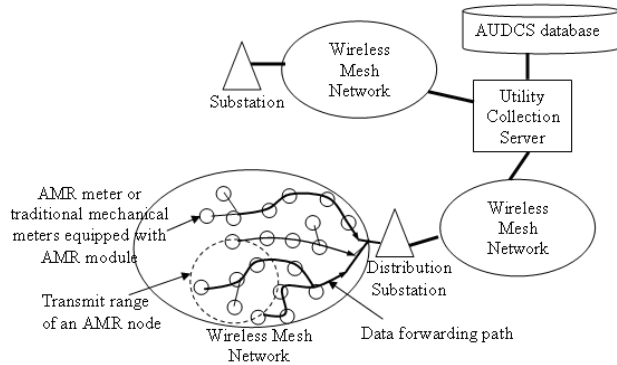 AUDCS database
Wireless
Mesh
Network
Substation
Utility
Collection
Server
AMR meter or
traditional mechanical
meters equipped with
AMR module
Wireless
Mesh
Network
Distribution
Substation
Transmit range
of an AMR node
Wireless Mesh
Network
Data forwarding path